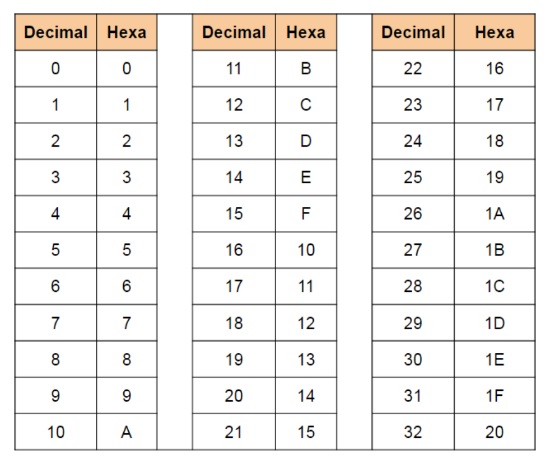 Decimal Hexa Decimal Hexa Decimal Hexa
0 0 11 B 22 16
1 1 12 C 23 17
2 2 13 D 24 18
3 3 14 E 25 19
4 4 15 F 26 1A
5 5 16 10 27 1B
6 6 17 11 28 1C
7 7 18 12 29 1D
8 8 19 13 30 1E
9 9 20 14 31 1F
10 A 21 15 32 20